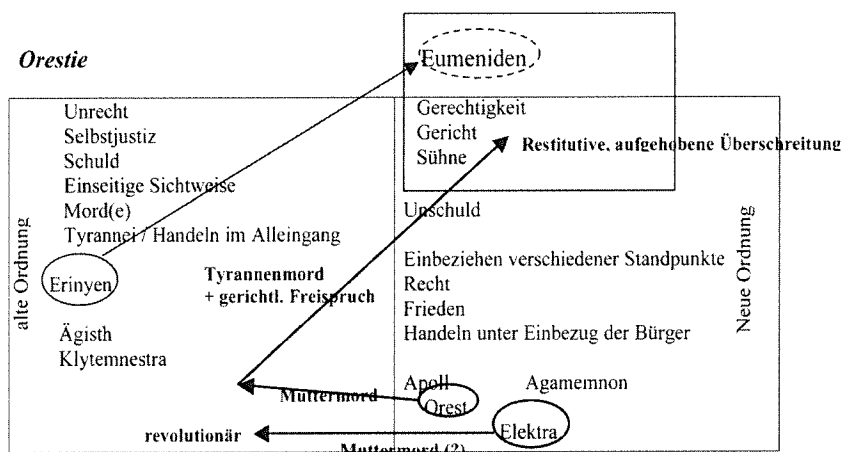 Orestie
Eumeniden
Unrecht
Selbstjustiz
Schuld
Einseitige Sichtweise
Mord(e)
Tyrannei / Handeln im Alleingang
Erinyen
Ägisth
Klytemnestra
alte Ordnung
Tyrannenmord
+ gerichtl. Freispruch
Gerechtigkeit
Gericht
Sühne
Restitutive, aufgehobene Überschreitung
Unschuld
Einbeziehen verschiedener Standpunkte
Recht
Frieden
Handeln unter Einbezug der Bürger
Neue Ordnung
Apoll
Agamemnon
Muttermord
Orest
Elektra
revolutionär
Muttermord (?)